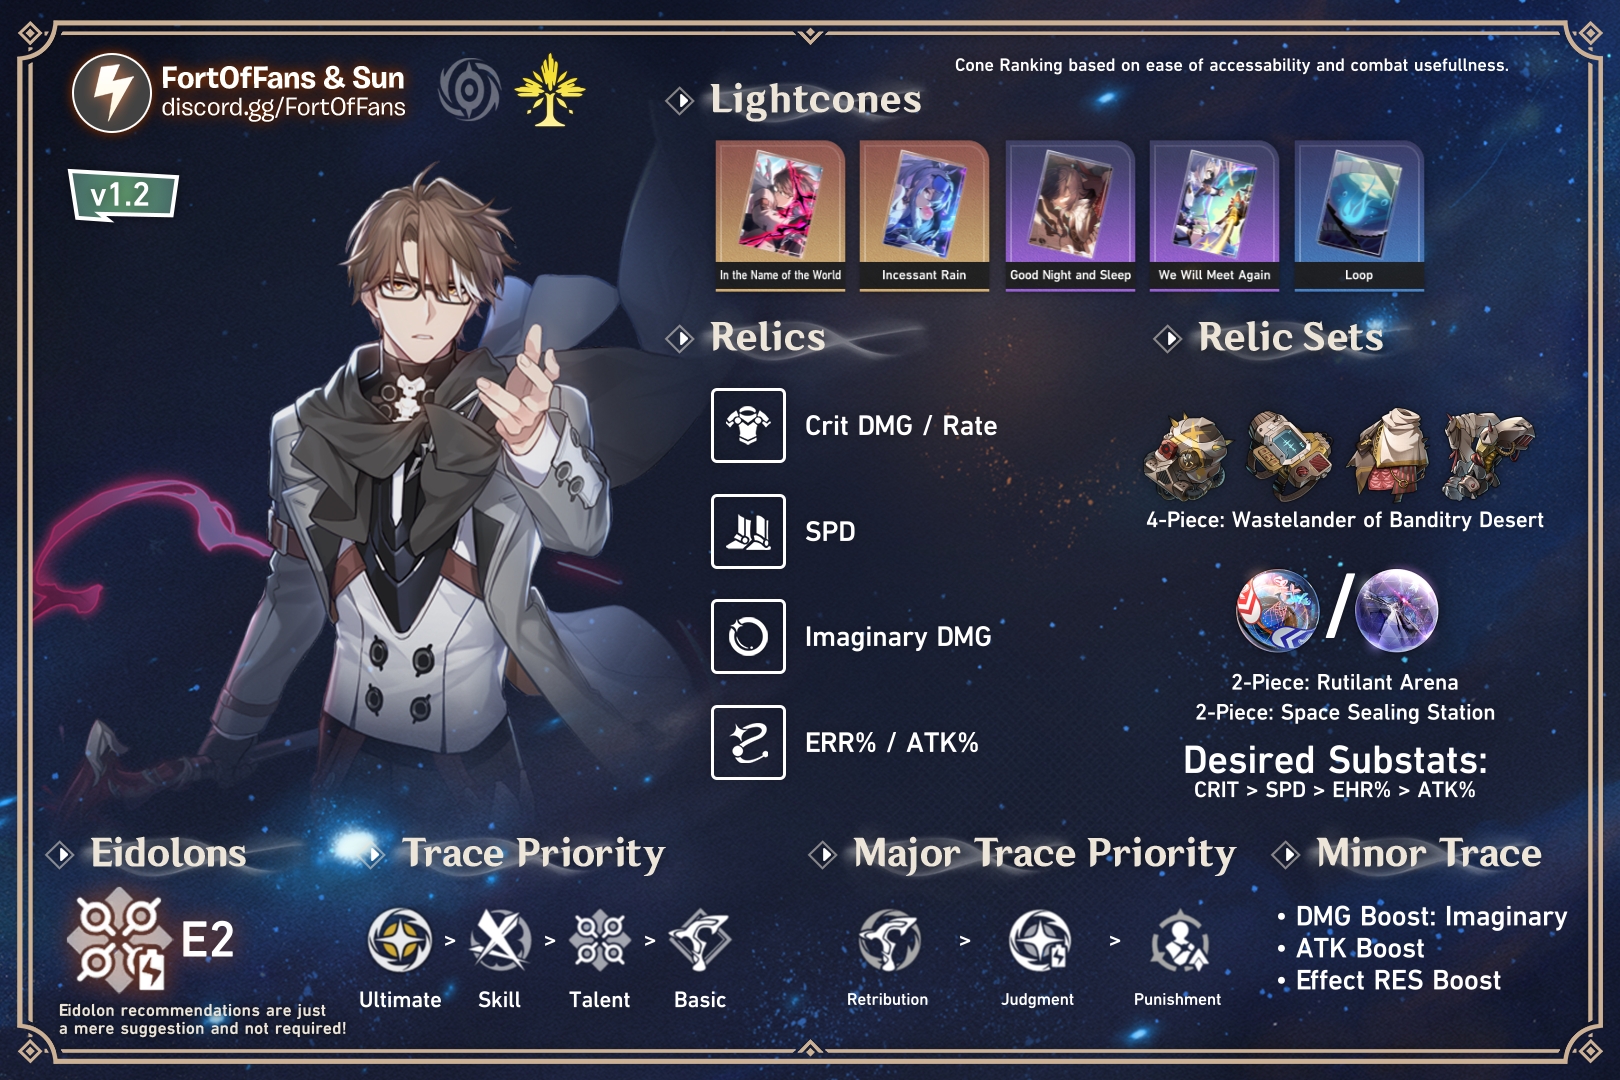 FortOfFans & Sun
discord.gg/FortOfFans
v1.2
Cone Ranking based on ease of accessability and combat usefullness.
Lightcones
In the Name of the World
Incessant Rain
Good Night and Sleep
We Will Meet Again
Loop
Relics
Crit DMG / Rate
SPD
Imaginary DMG
ERR% / ATK%
Relic Sets
4-Piece: Wastelander of Banditry Desert
/
2-Piece: Rutilant Arena
2-Piece: Space Sealing Station
Desired Substats:
CRIT > SPD > EHR% > ATK%
Eidolons
E2
Eidolon recommendations are just
a mere suggestion and not required!
Trace Priority
> > >
Ultimate Skill Talent Basic
Major Trace Priority
> >
Retribution Judgment Punishment
Minor Trace
• DMG Boost: Imaginary
• ATK Boost
• Effect RES Boost